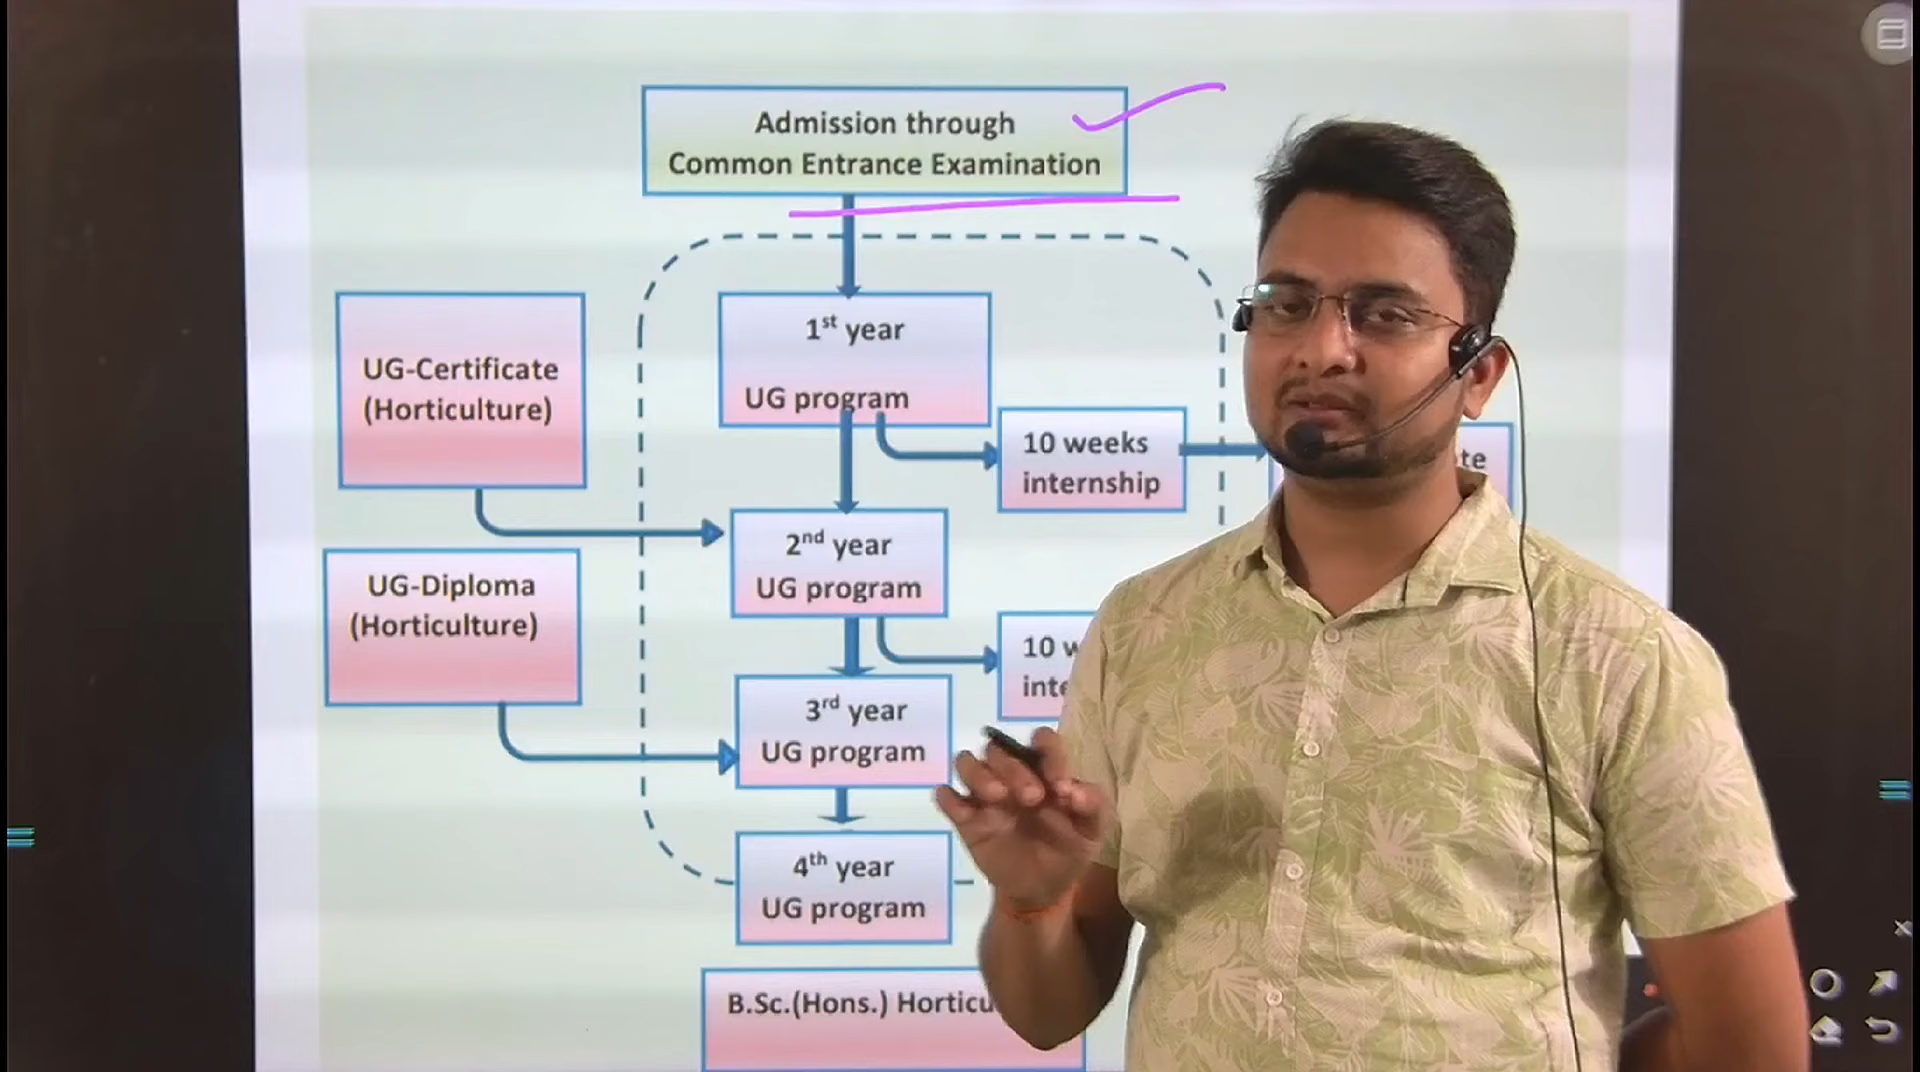 Admission through
Common Entrance Examination
1st year
UG program
UG-Certificate
(Horticulture)
10 weeks
internship
2nd year
UG program
UG-Diploma
(Horticulture)
10
3rd year
UG program
4th year
UG program
B.Sc.(Hons.)